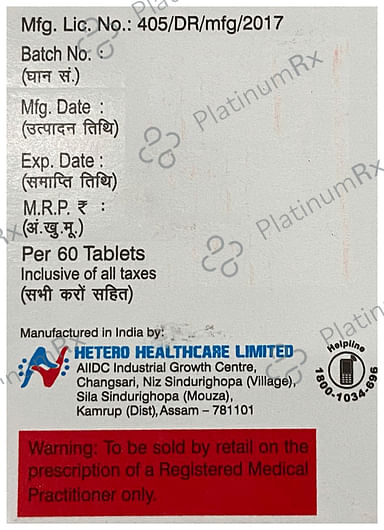 Mfg. Lic. No.: 405/DR/mfg/2017
Batch No. :
(घान सं.)
Mfg. Date :
(उत्पादन तिथि)
Exp. Date :
(समाप्ति तिथि)
M.R.P. ₹ :
(अं.खु.मू.)
Per 60 Tablets
Inclusive of all taxes
(सभी करों सहित)
Manufactured in India by:
HETERO HEALTHCARE LIMITED
AIIDC Industrial Growth Centre,
Changsari, Niz Sindurighopa (Village),
Sila Sindurighopa (Mouza),
Kamrup (Dist), Assam – 781101
Helpline
1800-1034-696
Warning: To be sold by retail on the
prescription of a Registered Medical
Practitioner only.
PlatinumRx
PlatinumRx
PlatinumRx